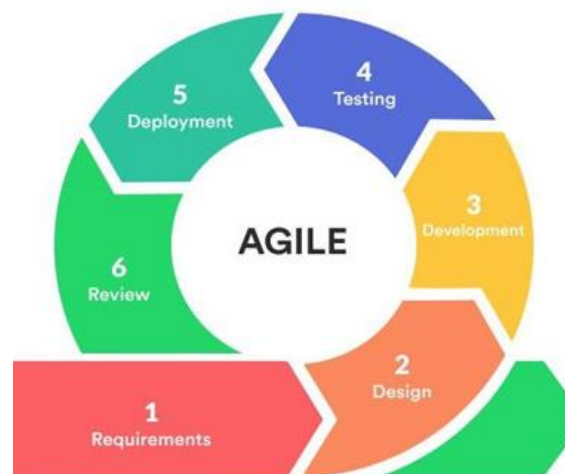 AGILE
1
Requirements
2
Design
3
Development
4
Testing
5
Deployment
6
Review